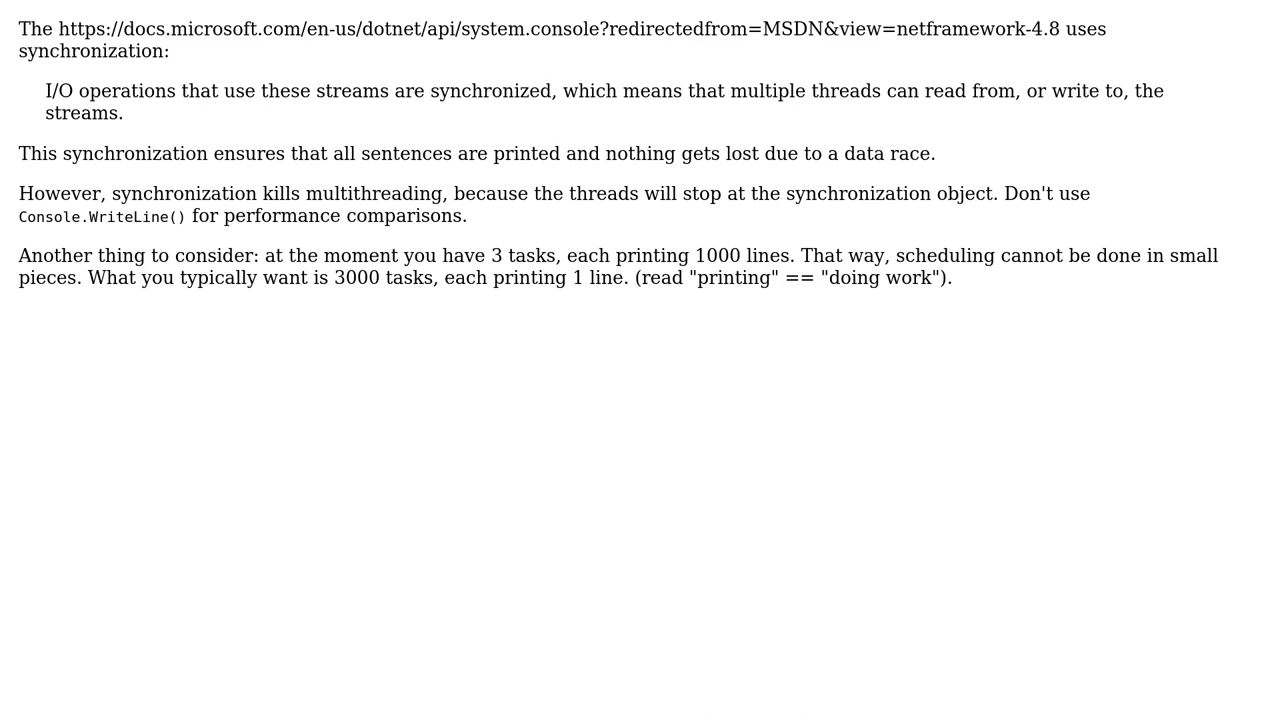 The https://docs.microsoft.com/en-us/dotnet/api/system.console?redirectedfrom=MSDN&view=netframework-4.8 uses
synchronization:
I/O operations that use these streams are synchronized, which means that multiple threads can read from, or write to, the
streams.
This synchronization ensures that all sentences are printed and nothing gets lost due to a data race.
However, synchronization kills multithreading, because the threads will stop at the synchronization object. Don't use
Console.WriteLine() for performance comparisons.
Another thing to consider: at the moment you have 3 tasks, each printing 1000 lines. That way, scheduling cannot be done in small
pieces. What you typically want is 3000 tasks, each printing 1 line. (read "printing" == "doing work").